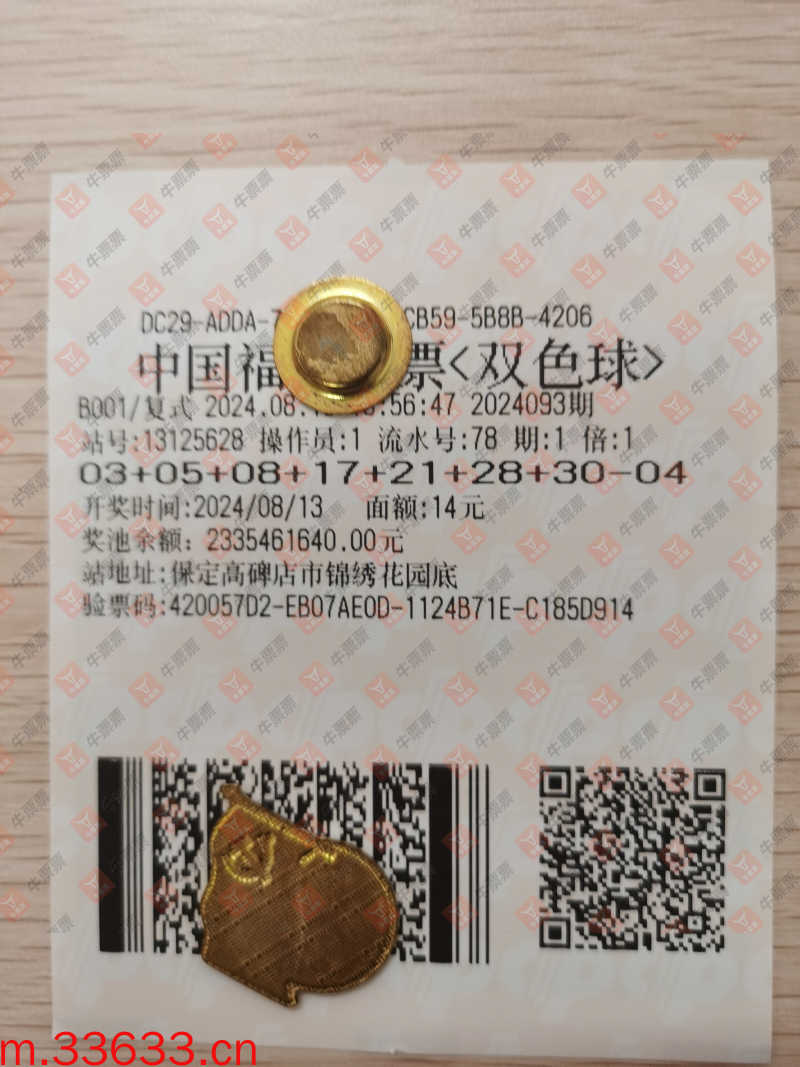 DC29-ADDA-7 CB59-5B8B-4206
中国福 票<双色球>
B001/复式 2024.08. :56:47 2024093期
站号:13125628 操作员:1 流水号:78 期:1 倍:1
03+05+08+17+21+28+30-04
开奖时间:2024/08/13 面额:14元
奖池余额: 2335461640.00元
站地址:保定高碑店市锦绣花园底
验票码:420057D2-EB07AE0D-1124B71E-C185D914
牛票票
m.33633.cn